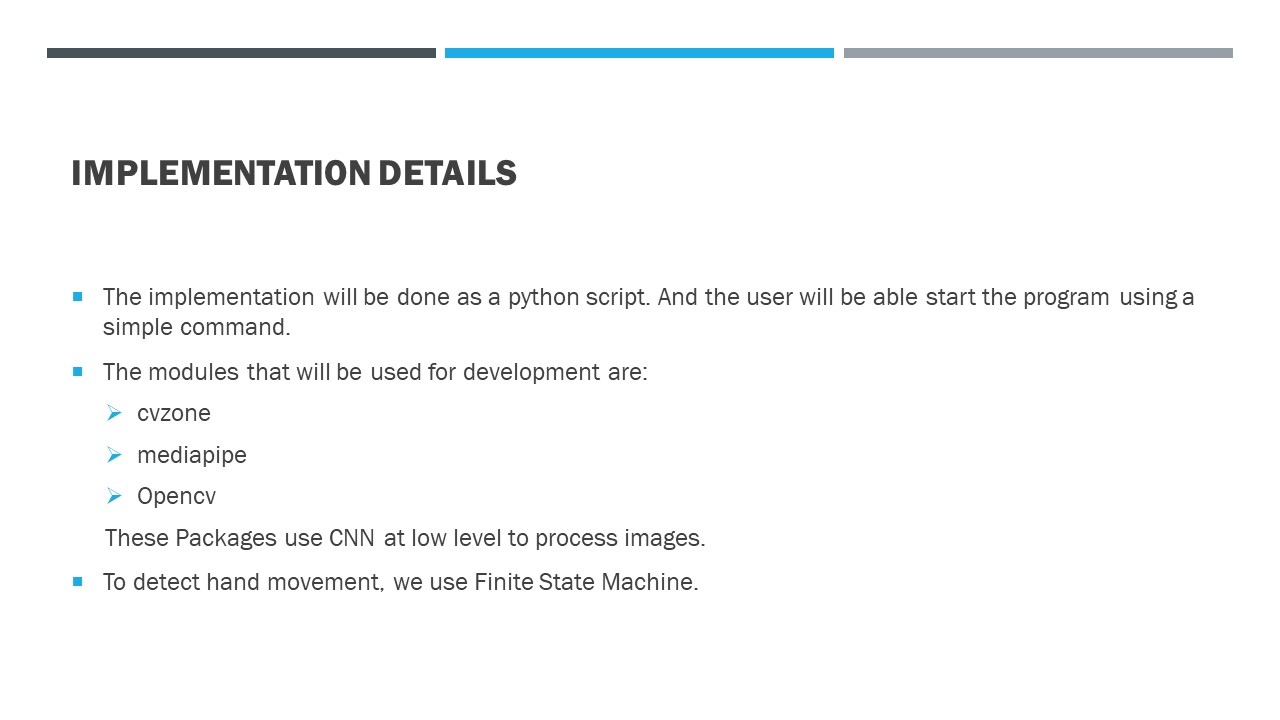 IMPLEMENTATION DETAILS
The implementation will be done as a python script. And the user will be able start the program using a
simple command.
The modules that will be used for development are:
cvzone
mediapipe
Opencv
These Packages use CNN at low level to process images.
To detect hand movement, we use Finite State Machine.